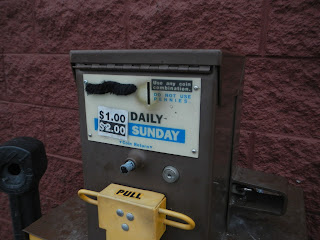 Use any coin
combination.
DO NOT USE
PENNIES
$1.00 DAILY
$2.00 SUNDAY
PULL